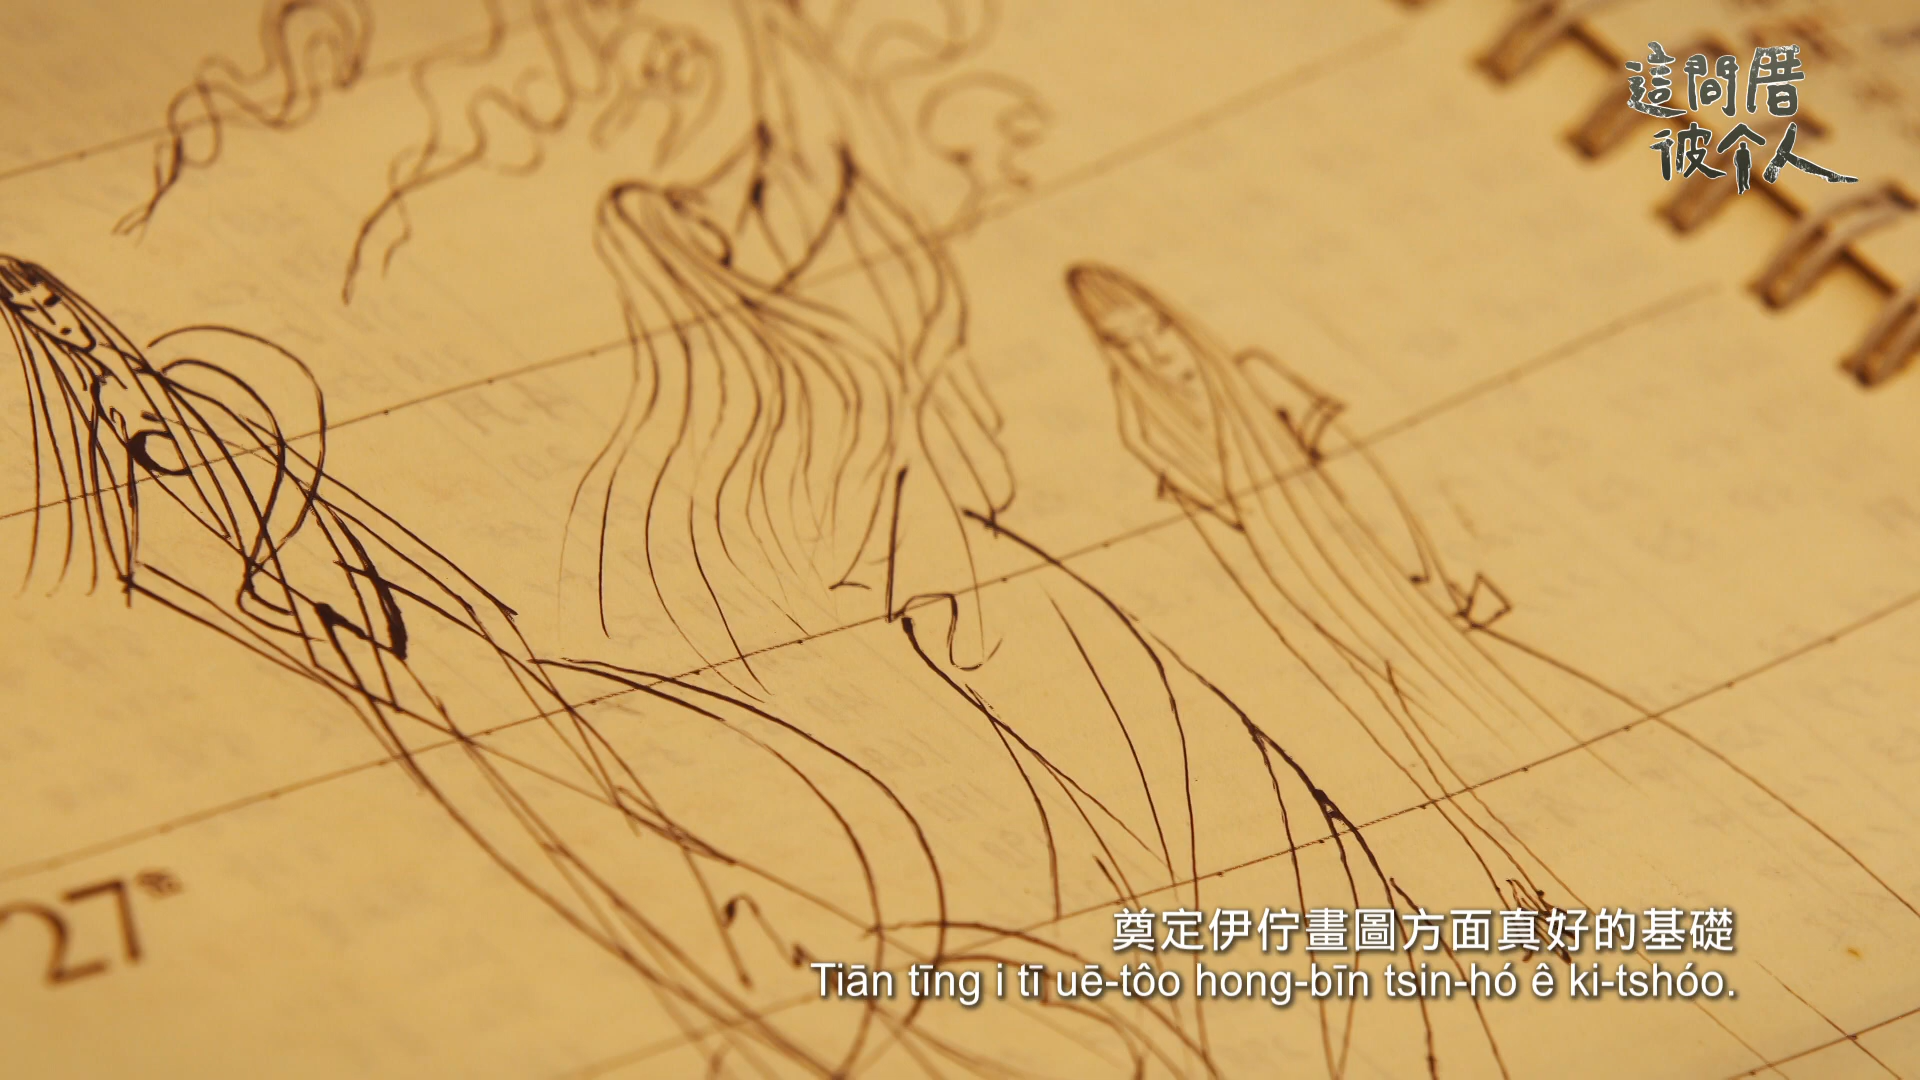 這間厝
彼个人
27
奠定伊佇畫圖方面真好的基礎
Tiān tīng i tī uē-tôo hong-bīn tsin-hó ê ki-tshóo.